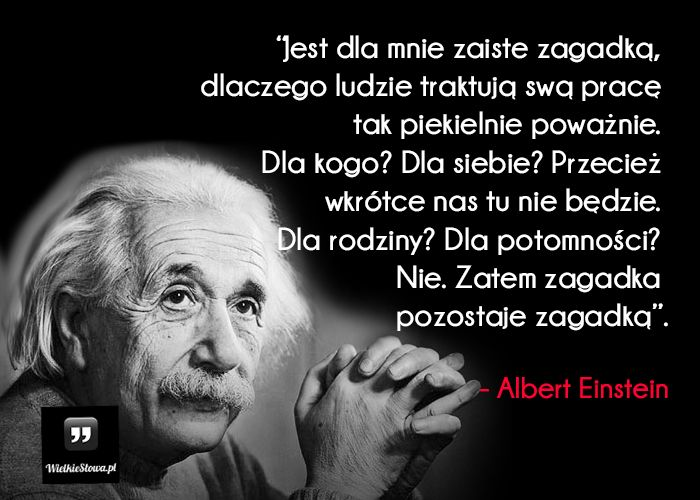 “Jest dla mnie zaiste zagadką,
dlaczego ludzie traktują swą pracę
tak piekielnie poważnie.
Dla kogo? Dla siebie? Przecież
wkrótce nas tu nie będzie.
Dla rodziny? Dla potomności?
Nie. Zatem zagadka
pozostaje zagadką”.
- Albert Einstein
WielkieSłowa.pl